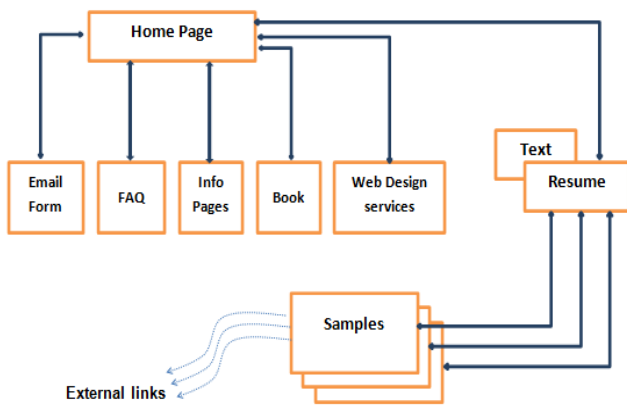 Home Page
Email
Form
FAQ
Info
Pages
Book
Web Design
services
Text
Resume
Samples
External links